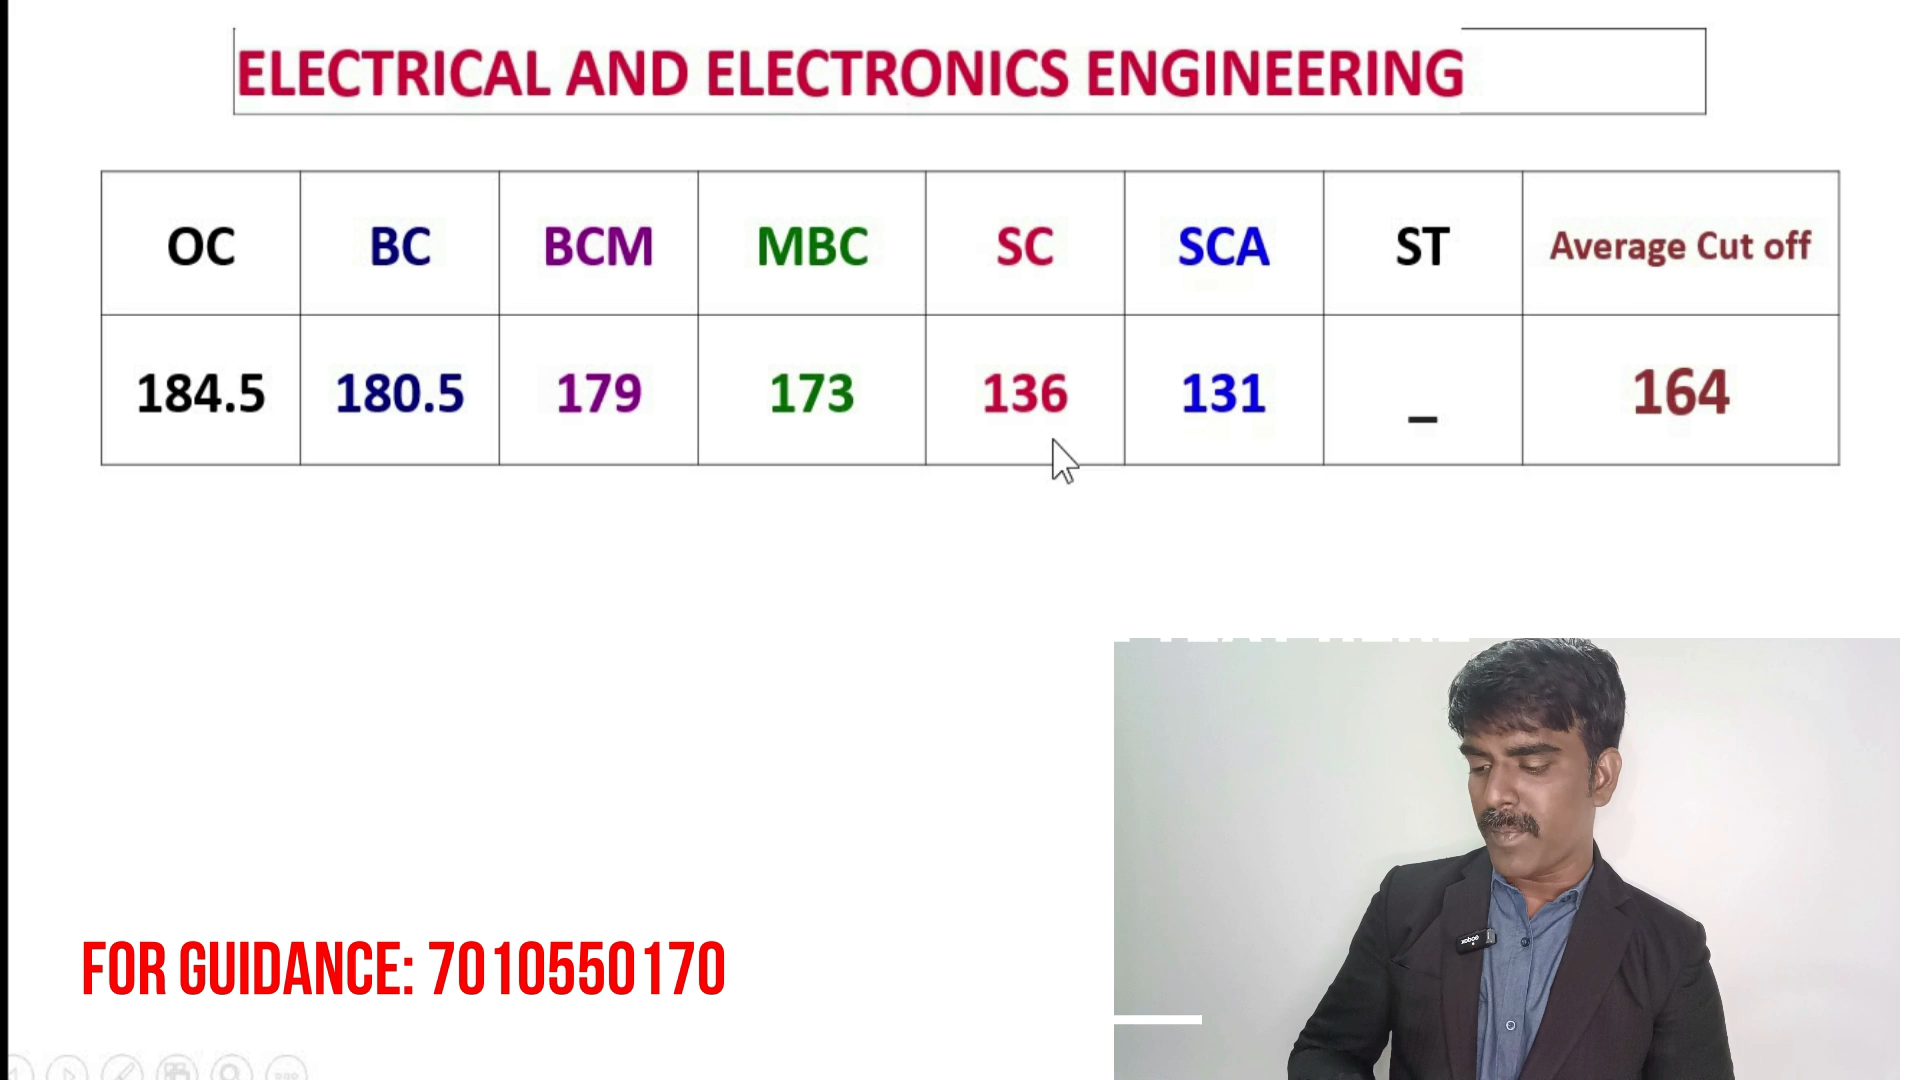 ELECTRICAL AND ELECTRONICS ENGINEERING
OC BC BCM MBC SC SCA ST Average Cut off
184.5 180.5 179 173 136 131 _ 164
FOR GUIDANCE: 7010550170